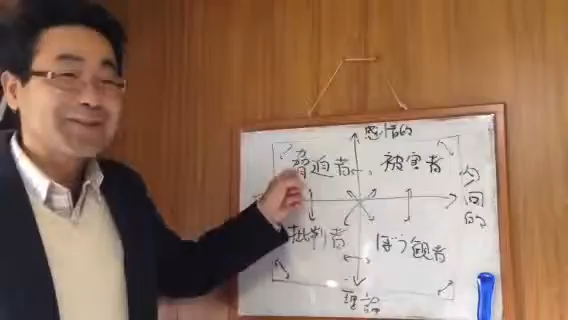 感情的
脅迫者
被害者
内向的
批判者
ぼう観者
理論